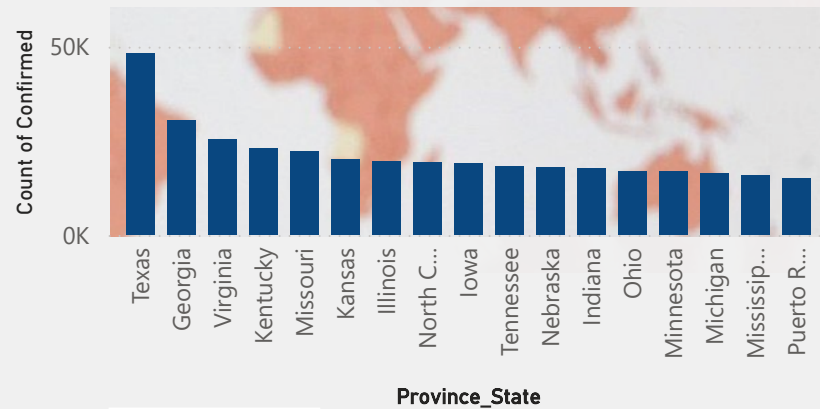 Count of Confirmed
50K
0K
Texas
Georgia
Virginia
Kentucky
Missouri
Kansas
Illinois
North C...
Iowa
Tennessee
Nebraska
Indiana
Ohio
Minnesota
Michigan
Mississip...
Puerto R...
Province_State